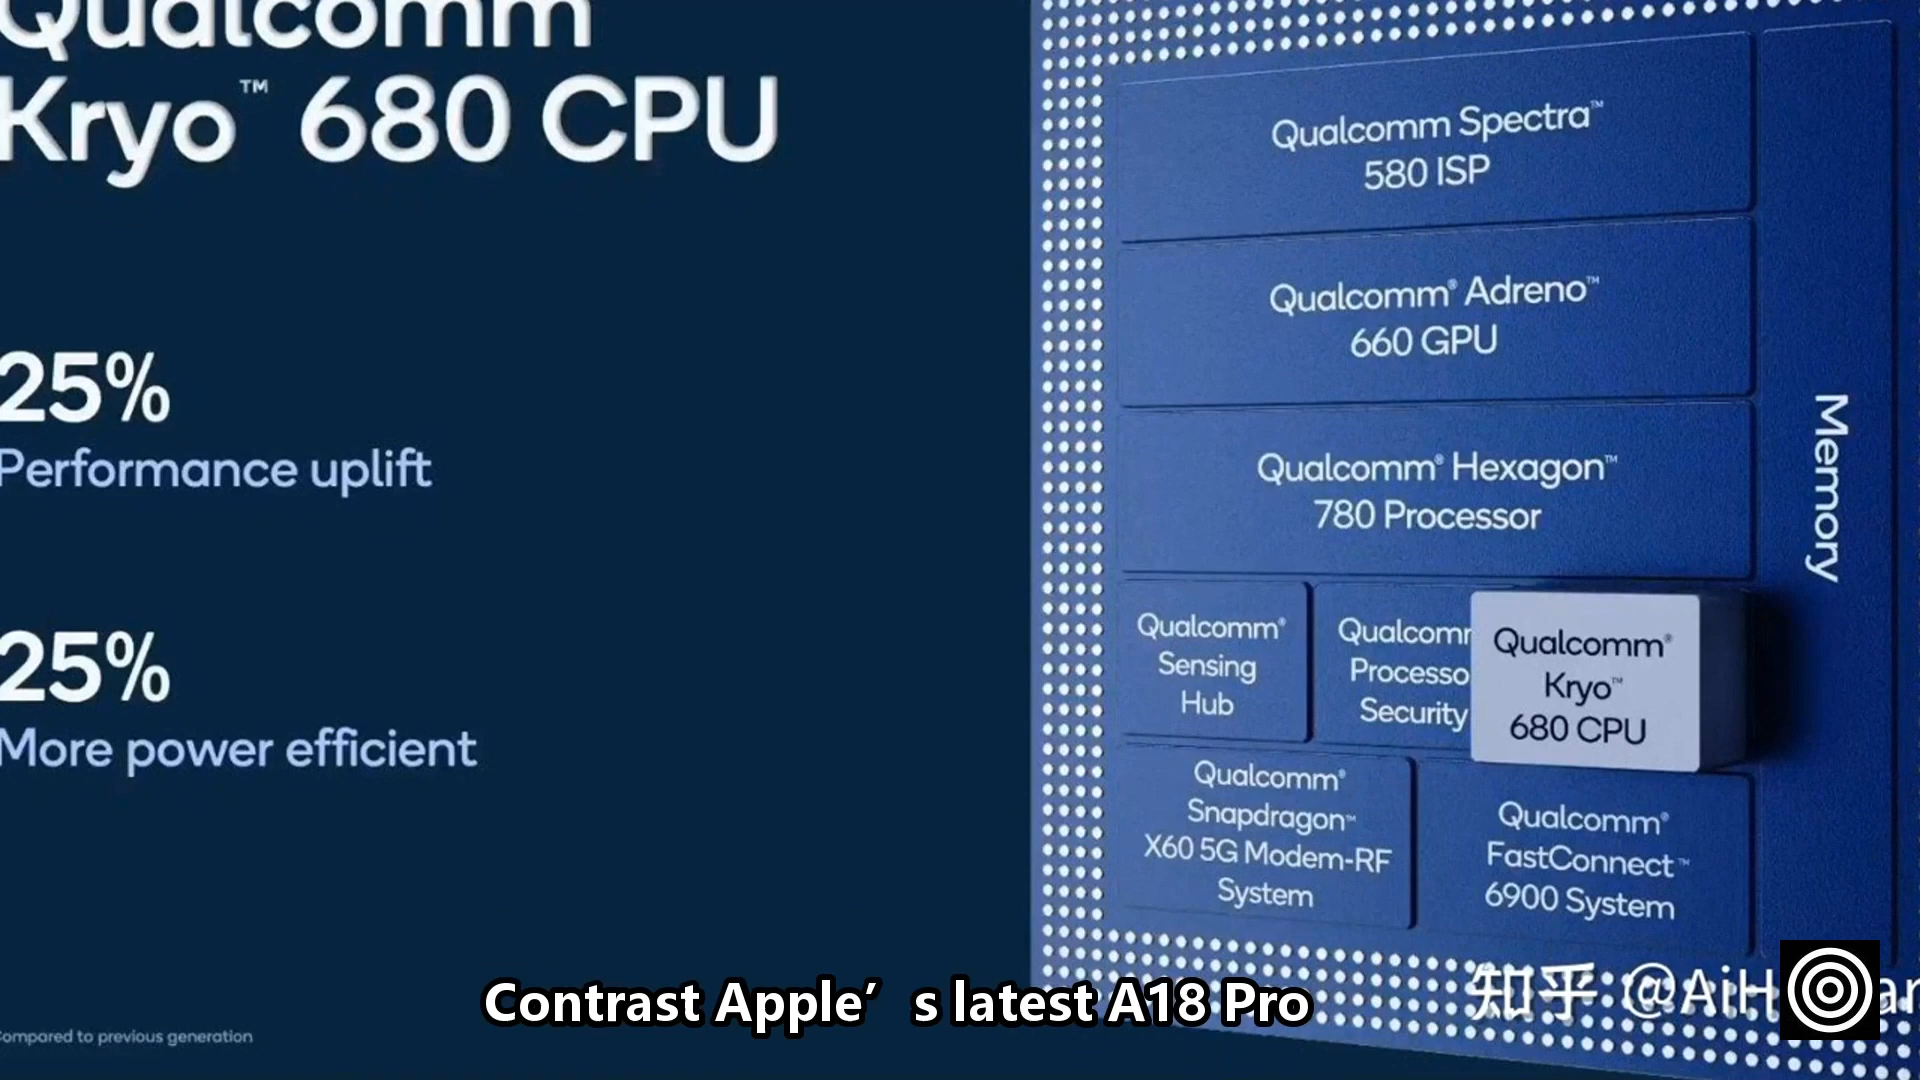 Qualcomm
Kryo™ 680 CPU
25%
Performance uplift
25%
More power efficient
Compared to previous generation
Qualcomm Spectra™
580 ISP
Qualcomm® Adreno™
660 GPU
Qualcomm® Hexagon™
780 Processor
Memory
Qualcomm®
Sensing
Hub
Processo
Security
Qualcomm®
Kryo™
680 CPU
Qualcomm®
Snapdragon™
X60 5G Modem-RF
System
Qualcomm®
FastConnect™
6900 System
知乎 @AiH
Contrast Apple’s latest A18 Pro